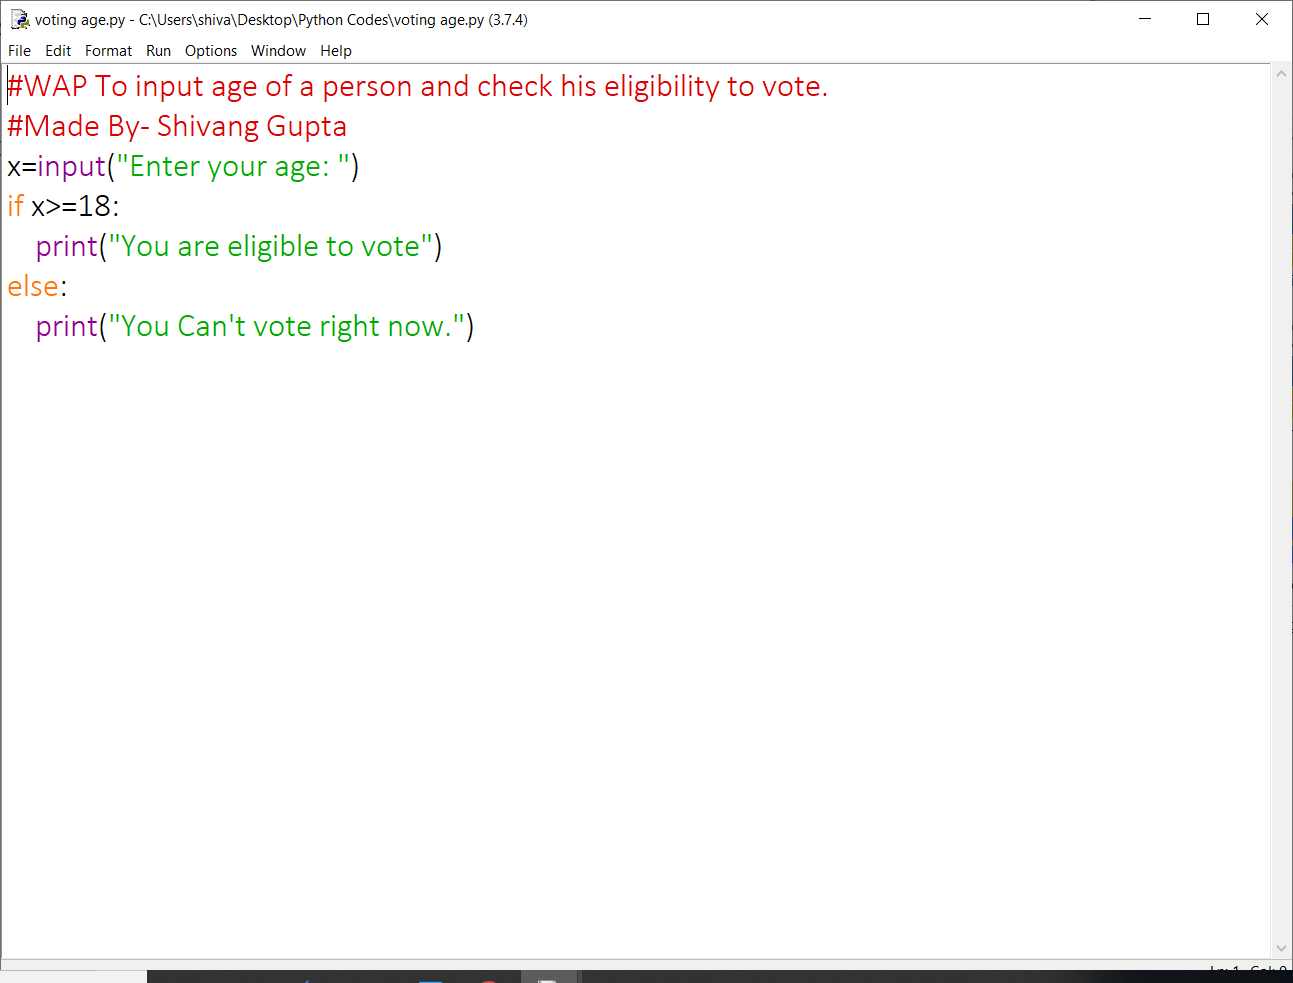 voting age.py - C:\Users\shiva\Desktop\Python Codes\voting age.py (3.7.4)
File Edit Format Run Options Window Help
#WAP To input age of a person and check his eligibility to vote.
#Made By- Shivang Gupta
x=input("Enter your age: ")
if x>=18:
    print("You are eligible to vote")
else:
    print("You Can't vote right now.")